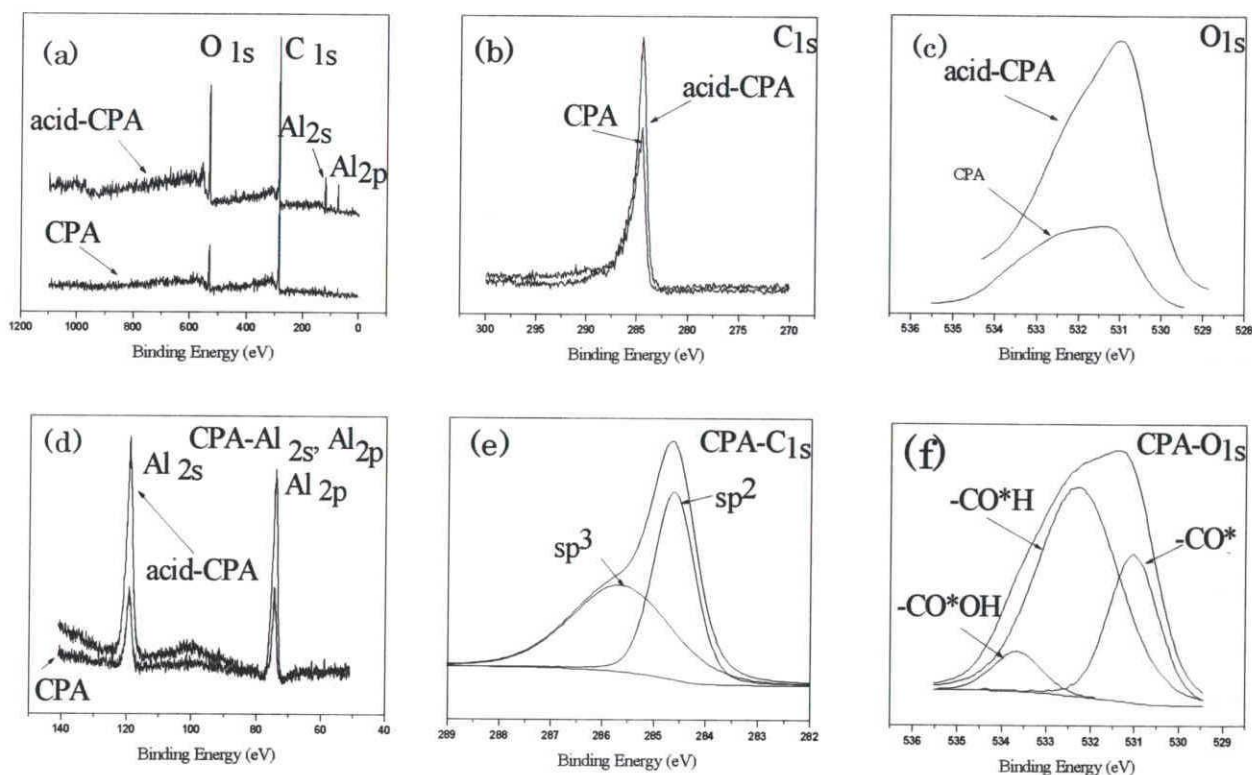 (a)
O 1s
C 1s
acid-CPA
Al2s
Al2p
CPA
1200 1000 800 600 400 200 0
Binding Energy (eV)
(b)
C1s
CPA
acid-CPA
300 295 290 285 280 275 270
Binding Energy (eV)
(c)
O1s
acid-CPA
CPA
536 535 534 533 532 531 530 529 528
Binding Energy (eV)
(d)
CPA-Al 2s, Al2p
Al 2s
Al 2p
acid-CPA
CPA
140 120 100 80 60 40
Binding Energy (eV)
(e)
CPA-C1s
sp2
sp3
289 288 287 286 285 284 283 282
Binding Energy (eV)
(f)
CPA-O1s
-CO*H
-CO*
-CO*OH
536 535 534 533 532 531 530 529
Binding Energy (eV)